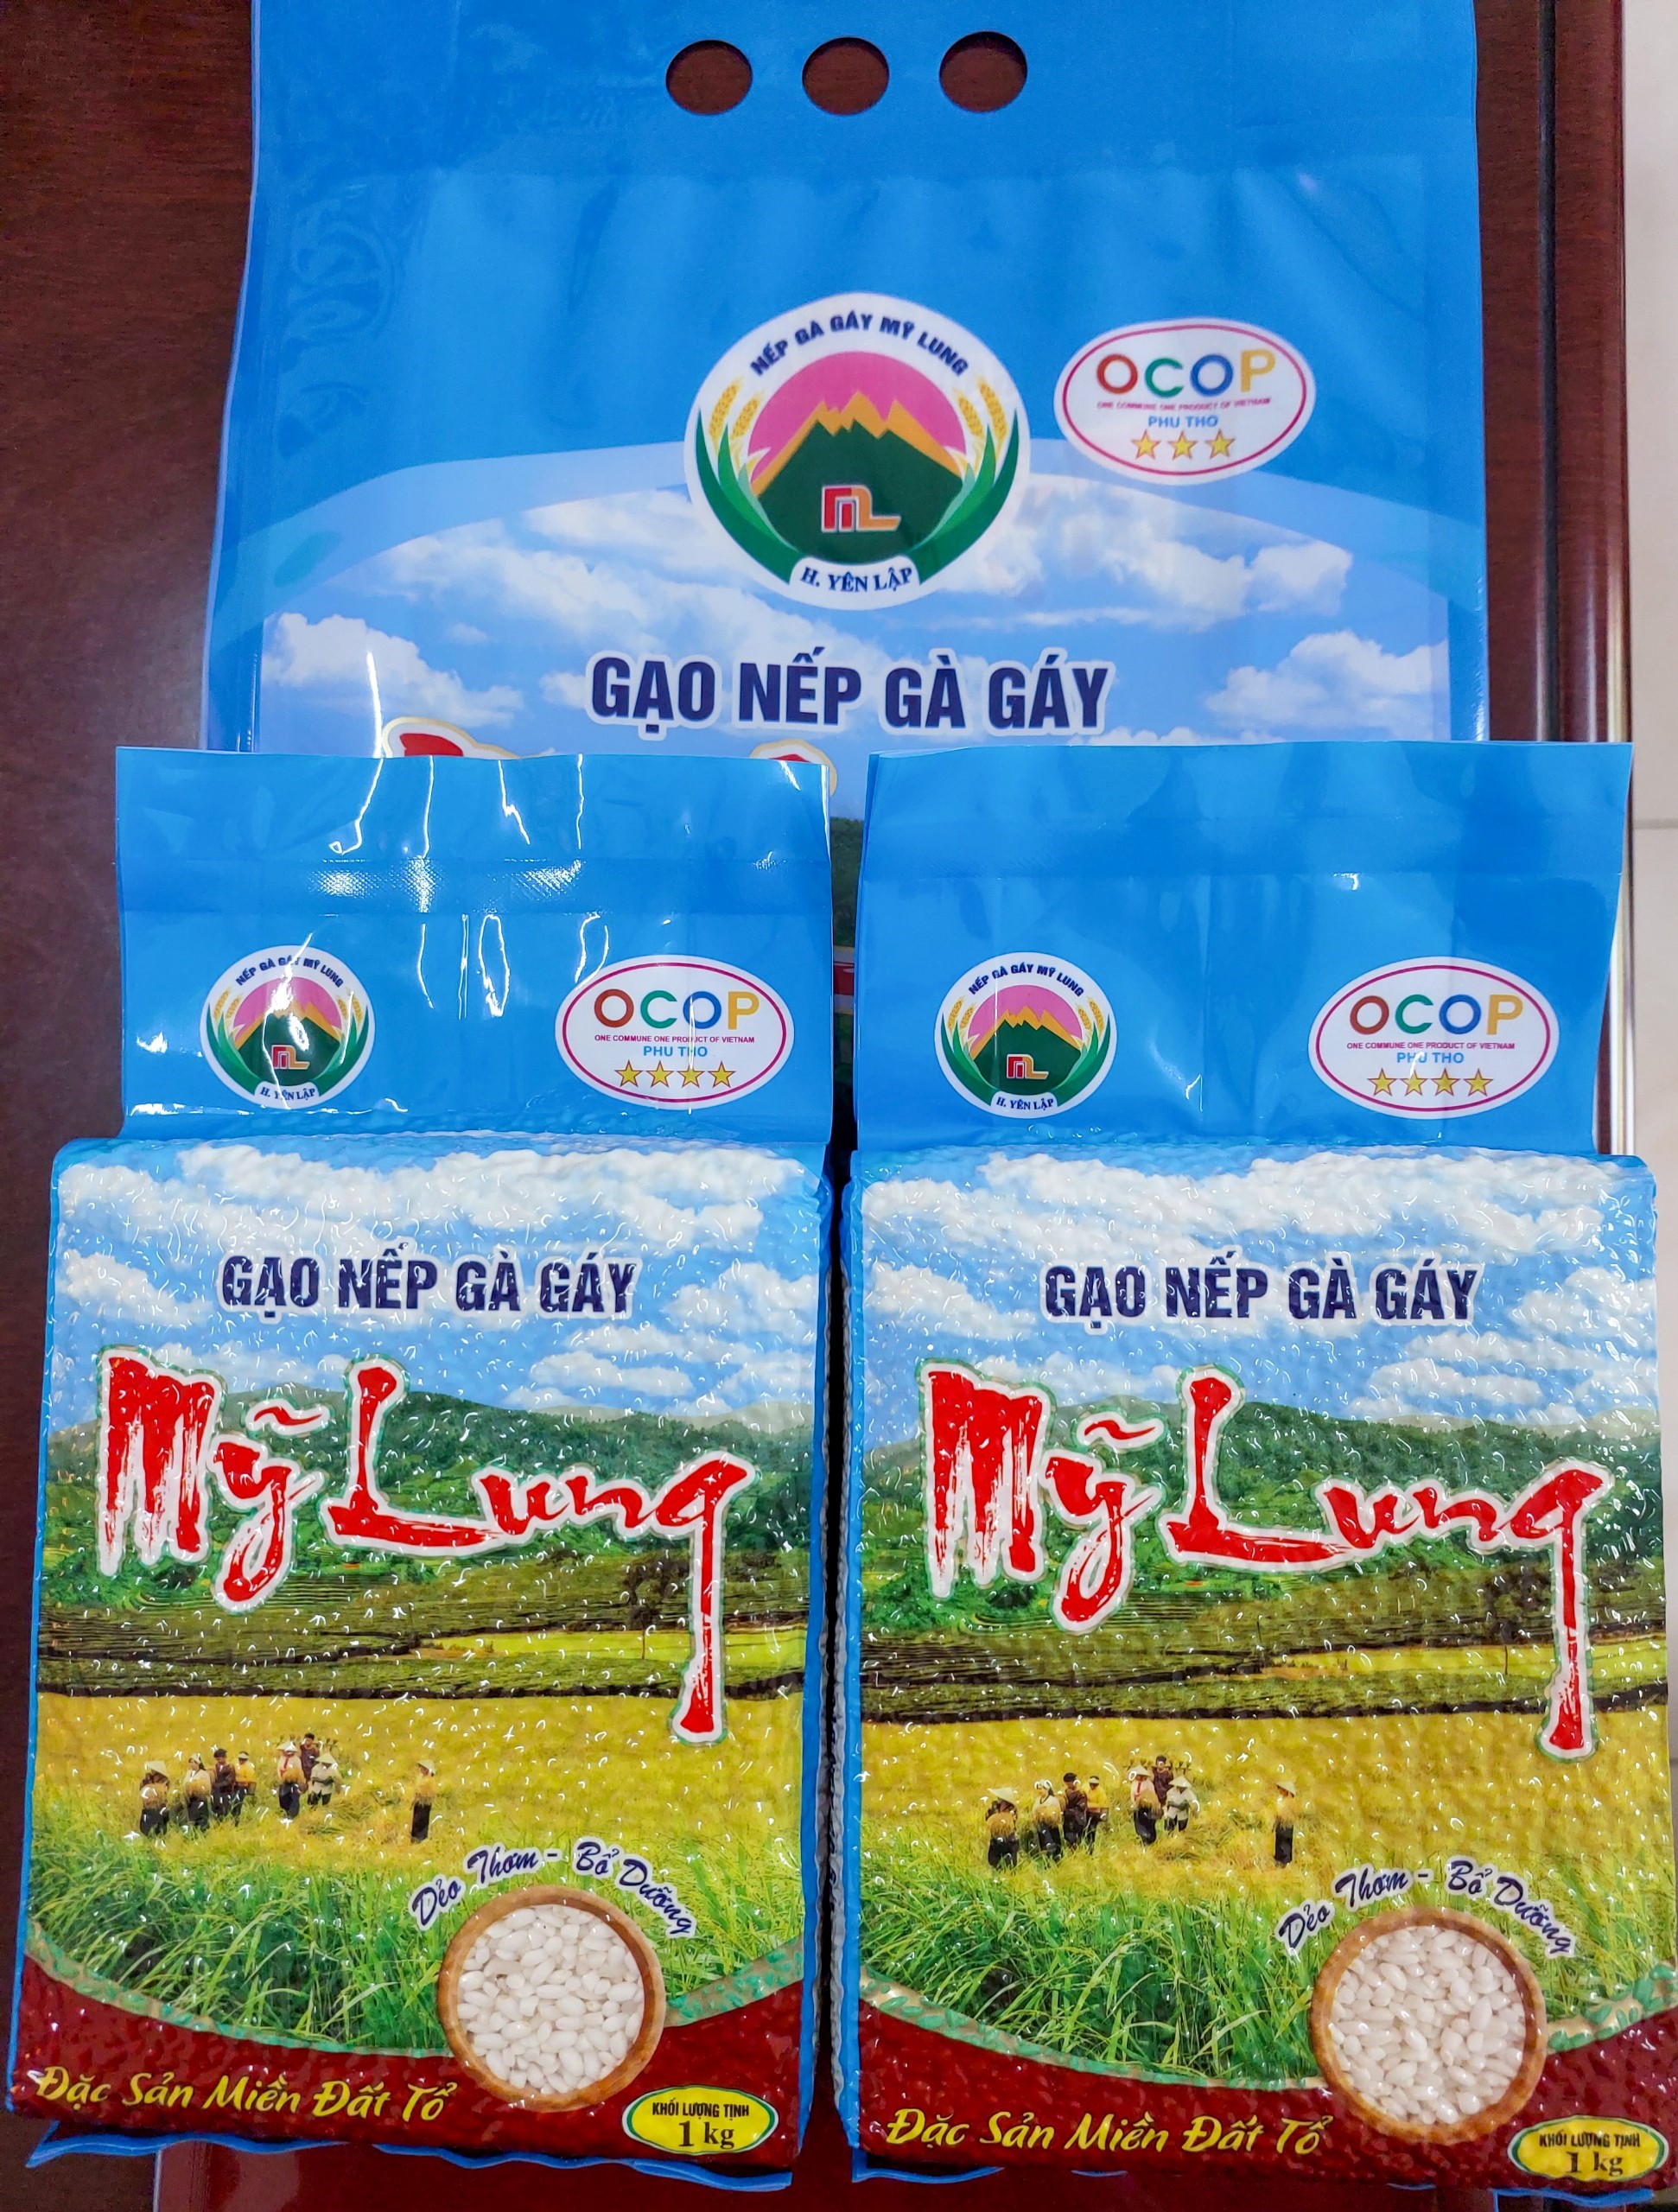 NẾP GÀ GÁY MỸ LUNG
ML
H. YÊN LẬP
OCOP
ONE COMMUNE ONE PRODUCT OF VIETNAM
PHU THO
GẠO NẾP GÀ GÁY
NẾP GÀ GÁY MỸ LUNG
ML
H. YÊN LẬP
OCOP
ONE COMMUNE ONE PRODUCT OF VIETNAM
PHU THO
GẠO NẾP GÀ GÁY
Mỹ Lung
Dẻo Thơm - Bổ Dưỡng
Đặc Sản Miền Đất Tổ
KHỐI LƯỢNG TỊNH
1 kg
NẾP GÀ GÁY MỸ LUNG
ML
H. YÊN LẬP
OCOP
ONE COMMUNE ONE PRODUCT OF VIETNAM
PHU THO
GẠO NẾP GÀ GÁY
Mỹ Lung
Dẻo Thơm - Bổ Dưỡng
Đặc Sản Miền Đất Tổ
KHỐI LƯỢNG TỊNH
1 kg